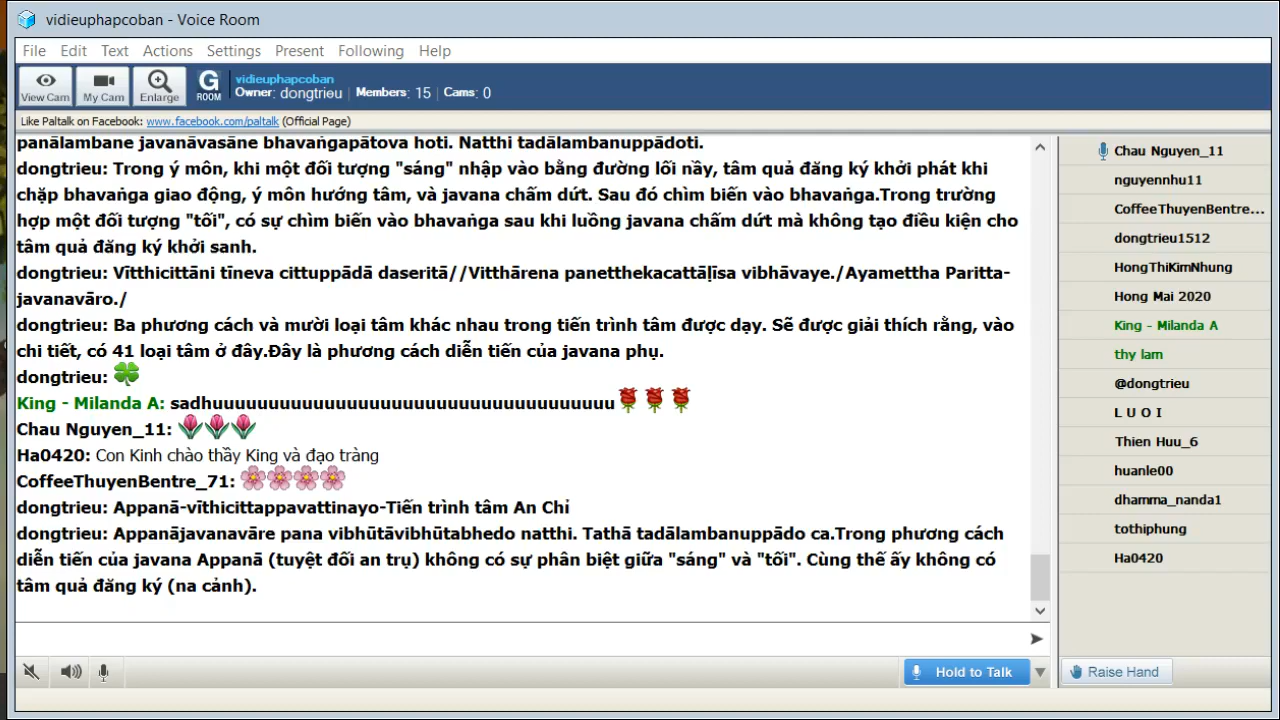 vidieuphapcoban - Voice Room
File Edit Text Actions Settings Present Following Help
View Cam My Cam Enlarge G ROOM
vidieuphapcoban
Owner: dongtrieu | Members: 15 | Cams: 0
Like Paltalk on Facebook: www.facebook.com/paltalk (Official Page)
panālambane javanāvasāne bhavaṅgapātova hoti. Natthi tadālambanuppādoti.
dongtrieu: Trong ý môn, khi một đối tượng "sáng" nhập vào bằng đường lối nầy, tâm quả đăng ký khởi phát khi
chặp bhavaṅga giao động, ý môn hướng tâm, và javana chấm dứt. Sau đó chìm biến vào bhavaṅga.Trong trường
hợp một đối tượng "tối", có sự chìm biến vào bhavaṅga sau khi luồng javana chấm dứt mà không tạo điều kiện cho
tâm quả đăng ký khởi sanh.
dongtrieu: Vītthicittāni tīneva cittuppādā daseritā//Vitthārena panetthekacattāḷīsa vibhāvaye./Ayamettha Paritta-
javanavāro./
dongtrieu: Ba phương cách và mười loại tâm khác nhau trong tiến trình tâm được dạy. Sẽ được giải thích rằng, vào
chi tiết, có 41 loại tâm ở đây.Đây là phương cách diễn tiến của javana phụ.
dongtrieu: 🍀
King - Milanda A: sadhuuuuuuuuuuuuuuuuuuuuuuuuuuuuuuuuuuuu🌹🌹🌹
Chau Nguyen_11: 🌷🌷🌷
Ha0420: Con Kinh chào thầy King và đạo tràng
CoffeeThuyenBentre_71: 🌸🌸🌸🌸
dongtrieu: Appanā-vīthicittappavattinayo-Tiến trình tâm An Chỉ
dongtrieu: Appanājavanavāre pana vibhūtāvibhūtabhedo natthi. Tathā tadālambanuppādo ca.Trong phương cách
diễn tiến của javana Appanā (tuyệt đối an trụ) không có sự phân biệt giữa "sáng" và "tối". Cùng thế ấy không có
tâm quả đăng ký (na cảnh).
Hold to Talk
Chau Nguyen_11
nguyennhu11
CoffeeThuyenBentre...
dongtrieu1512
HongThiKimNhung
Hong Mai 2020
King - Milanda A
thy lam
@dongtrieu
L U O I
Thien Huu_6
huanle00
dhamma_nanda1
tothiphung
Ha0420
Raise Hand